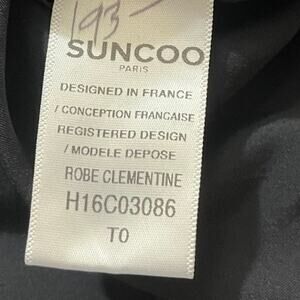 193-
SUNCOO
PARIS
DESIGNED IN FRANCE
/ CONCEPTION FRANCAISE
REGISTERED DESIGN
/ MODELE DEPOSE
ROBE CLEMENTINE
H16C03086
T0